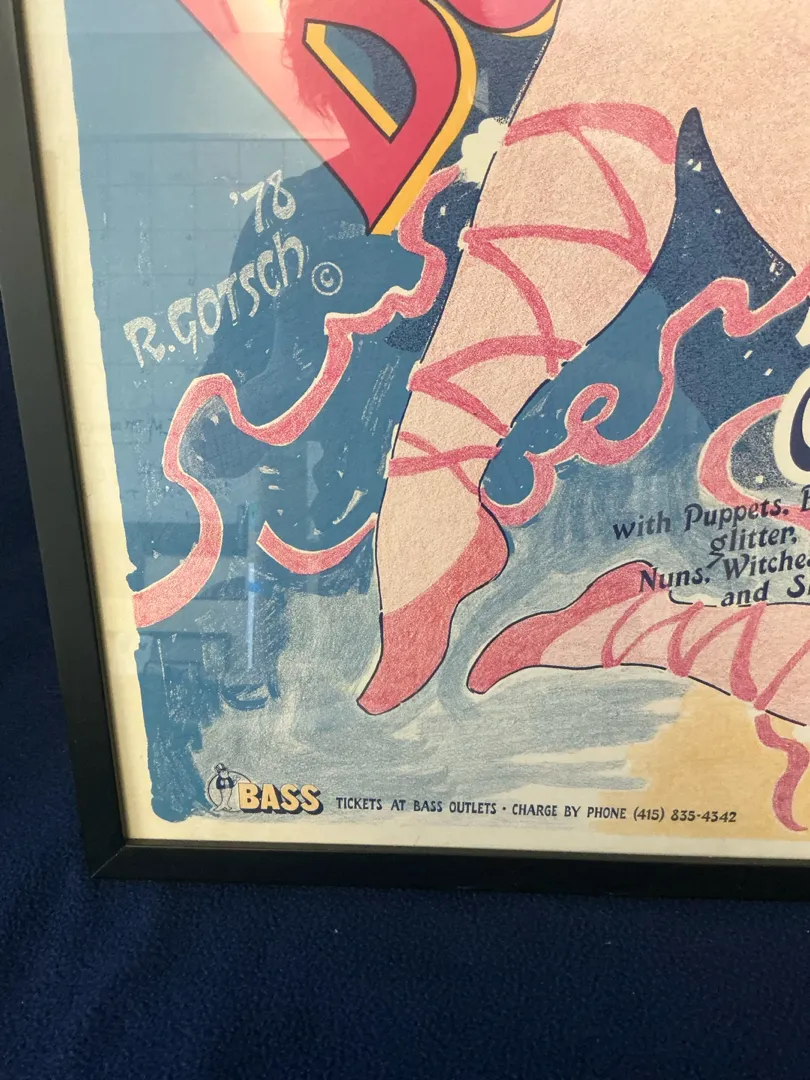 '78
R. GOTSCH ©
with Puppets,
glitter,
Nuns, Witche
and S
BASS TICKETS AT BASS OUTLETS • CHARGE BY PHONE (415) 835-4342